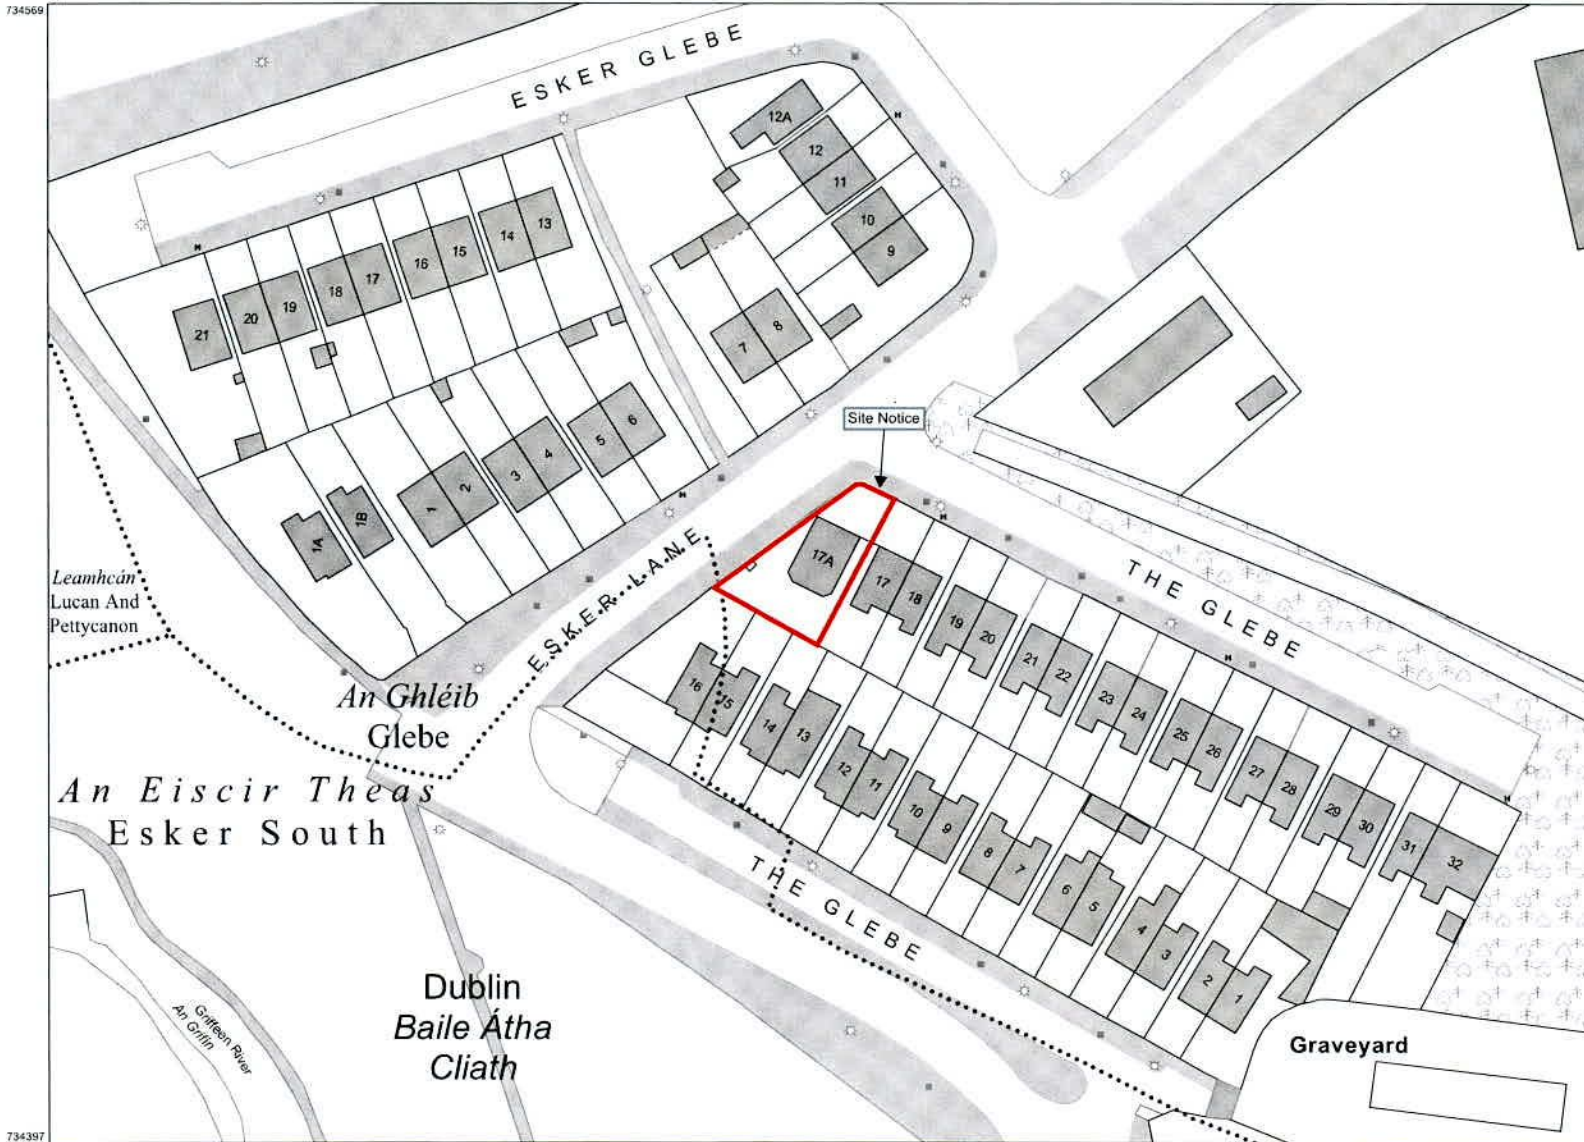 734569
ESKER GLEBE
12A
12
11
10
9
13
14
15
16
17
18
19
20
21
8
7
6
5
4
3
2
1
1B
1A
Site Notice
ESKER LANE
17A
17
18
19
20
21
22
23
24
25
26
27
28
29
30
31
32
THE GLEBE
16
15
14
13
12
11
10
9
8
7
6
5
4
3
2
1
THE GLEBE
Leamhcán
Lucan And
Pettycanon
An Ghléib
Glebe
An Eiscir Theas
Esker South
Griffeen River
An Grífín
Dublin
Baile Átha
Cliath
Graveyard
734397
H
H
H
H
H
H